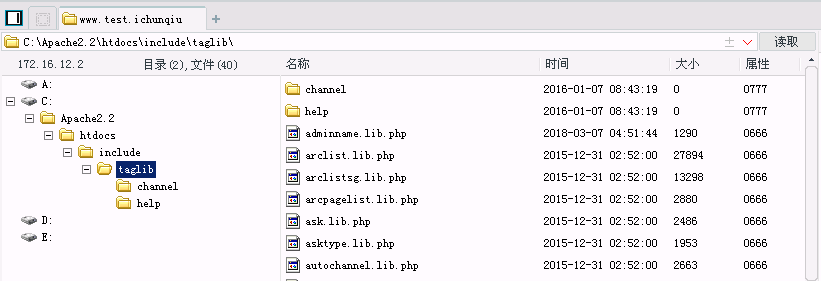 www.test.ichunqiu
C:\Apache2.2\htdocs\include\taglib\ 读取
172.16.12.2 目录(2),文件(40) 名称 时间 大小 属性
A:
C:
Apache2.2
htdocs
include
taglib
channel
help
D:
E:
channel 2016-01-07 08:43:19 0 0777
help 2016-01-07 08:43:19 0 0777
adminname.lib.php 2018-03-07 04:51:44 1290 0666
arclist.lib.php 2015-12-31 02:52:00 27894 0666
arclistsg.lib.php 2015-12-31 02:52:00 13298 0666
arcpagelist.lib.php 2015-12-31 02:52:00 2880 0666
ask.lib.php 2015-12-31 02:52:00 2486 0666
asktype.lib.php 2015-12-31 02:52:00 1953 0666
autochannel.lib.php 2015-12-31 02:52:00 2663 0666